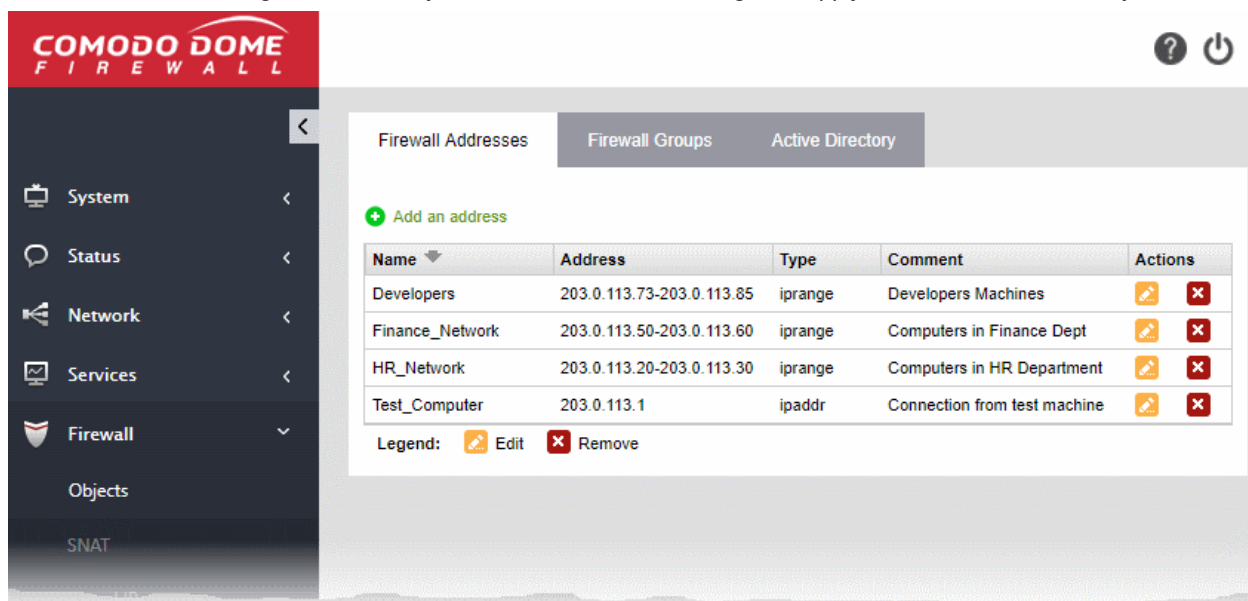 COMODO DOME
FIREWALL
Firewall Addresses Firewall Groups Active Directory
System
Status
Network
Services
Firewall
Objects
SNAT
Add an address
Name Address Type Comment Actions
Developers 203.0.113.73-203.0.113.85 iprange Developers Machines
Finance_Network 203.0.113.50-203.0.113.60 iprange Computers in Finance Dept
HR_Network 203.0.113.20-203.0.113.30 iprange Computers in HR Department
Test_Computer 203.0.113.1 ipaddr Connection from test machine
Legend: Edit Remove